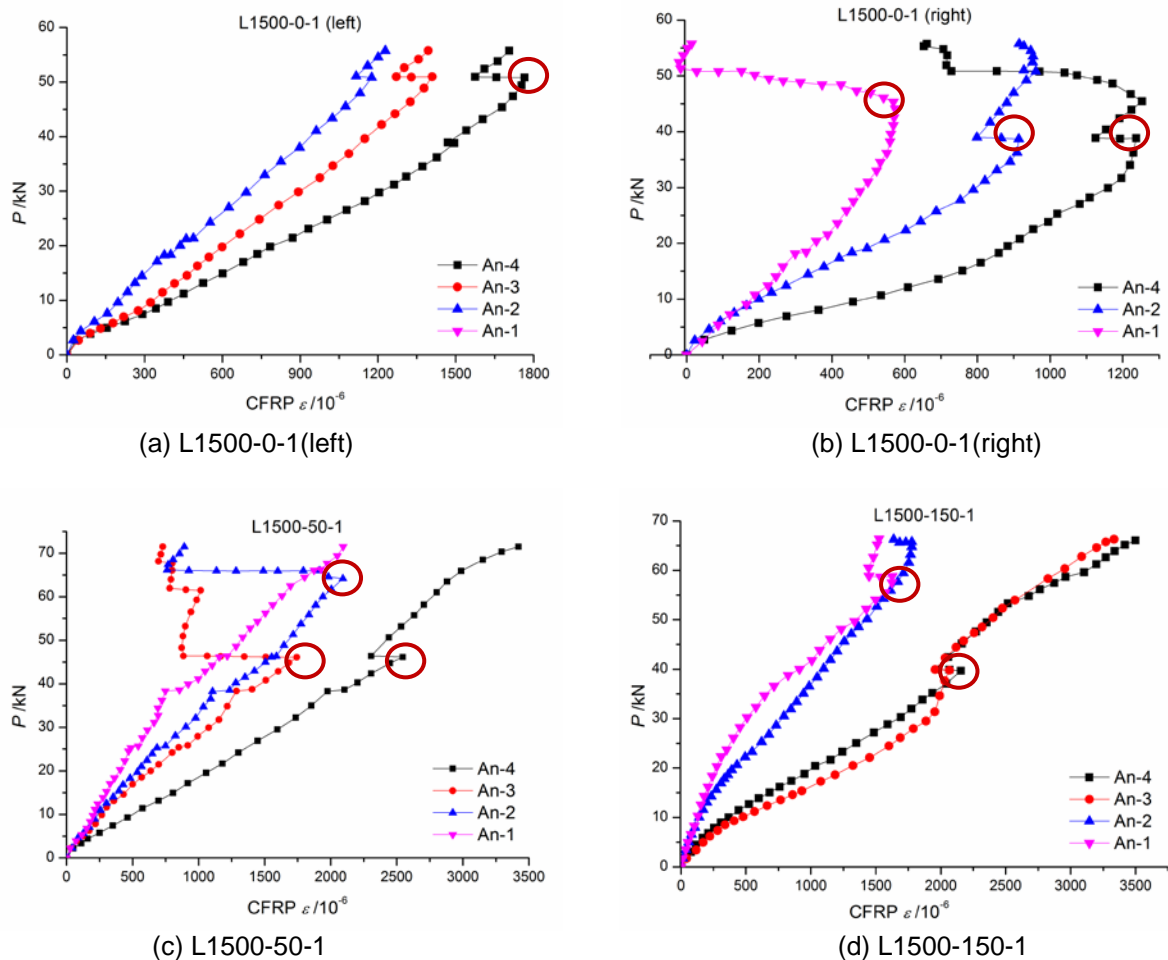 L1500-0-1 (left)
60
50
40
30
20
10
0
P /kN
An-4
An-3
An-2
An-1
0 300 600 900 1200 1500 1800
CFRP ε /10-6
(a) L1500-0-1(left)
L1500-0-1 (right)
60
50
40
30
20
10
0
P /kN
An-4
An-2
An-1
0 200 400 600 800 1000 1200
CFRP ε /10-6
(b) L1500-0-1(right)
L1500-50-1
80
70
60
50
40
30
20
10
0
P /kN
An-4
An-3
An-2
An-1
0 500 1000 1500 2000 2500 3000 3500
CFRP ε /10-6
(c) L1500-50-1
L1500-150-1
70
60
50
40
30
20
10
0
P /kN
An-4
An-3
An-2
An-1
0 500 1000 1500 2000 2500 3000 3500
CFRP ε /10-6
(d) L1500-150-1